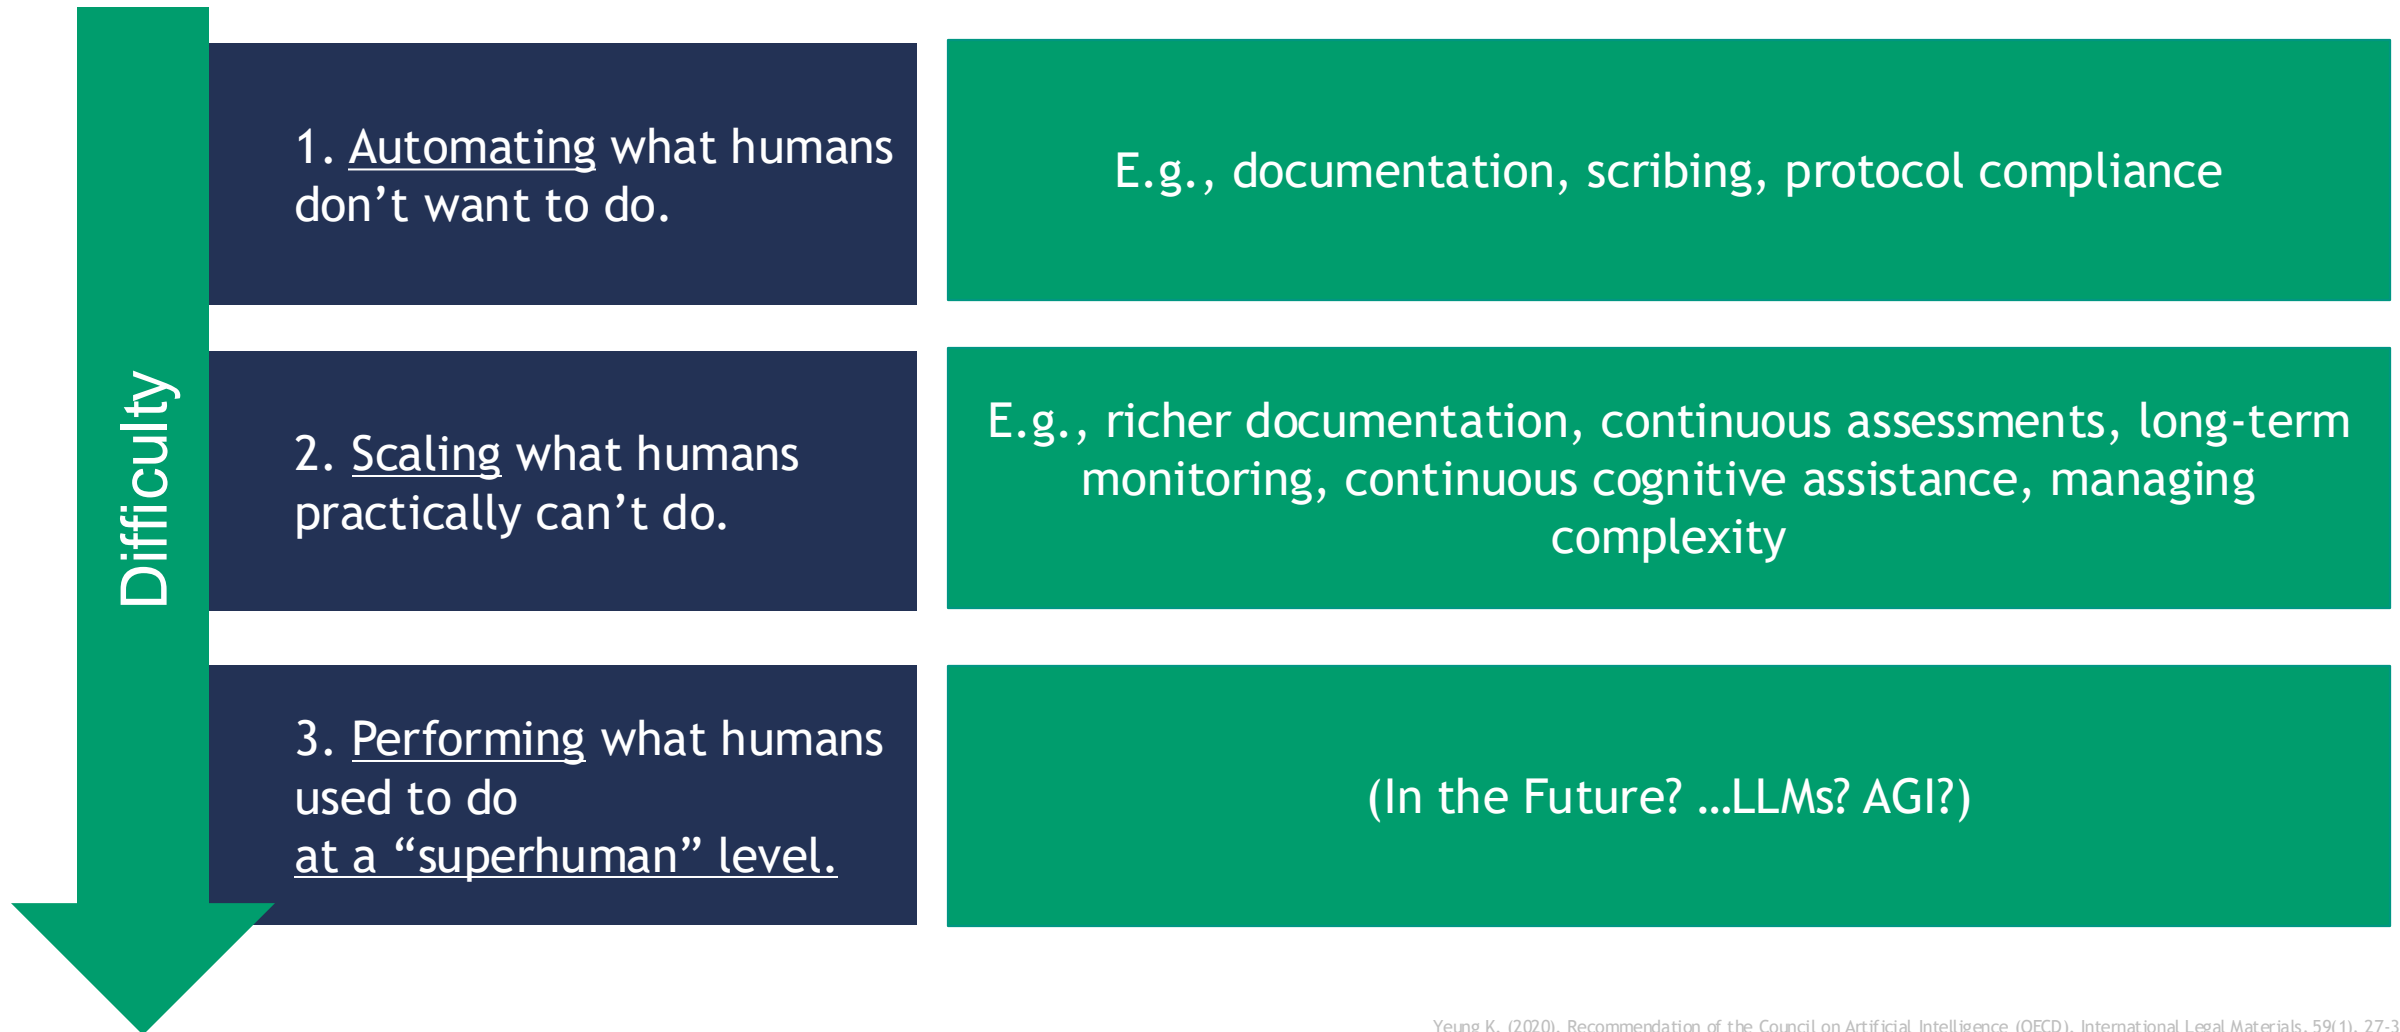 Difficulty
1. Automating what humans
don’t want to do.
E.g., documentation, scribing, protocol compliance
2. Scaling what humans
practically can’t do.
E.g., richer documentation, continuous assessments, long-term
monitoring, continuous cognitive assistance, managing
complexity
3. Performing what humans
used to do
at a “superhuman” level.
(In the Future? …LLMs? AGI?)
Yeung K. (2020). Recommendation of the Council on Artificial Intelligence (OECD). International Legal Materials. 59(1), 27-3